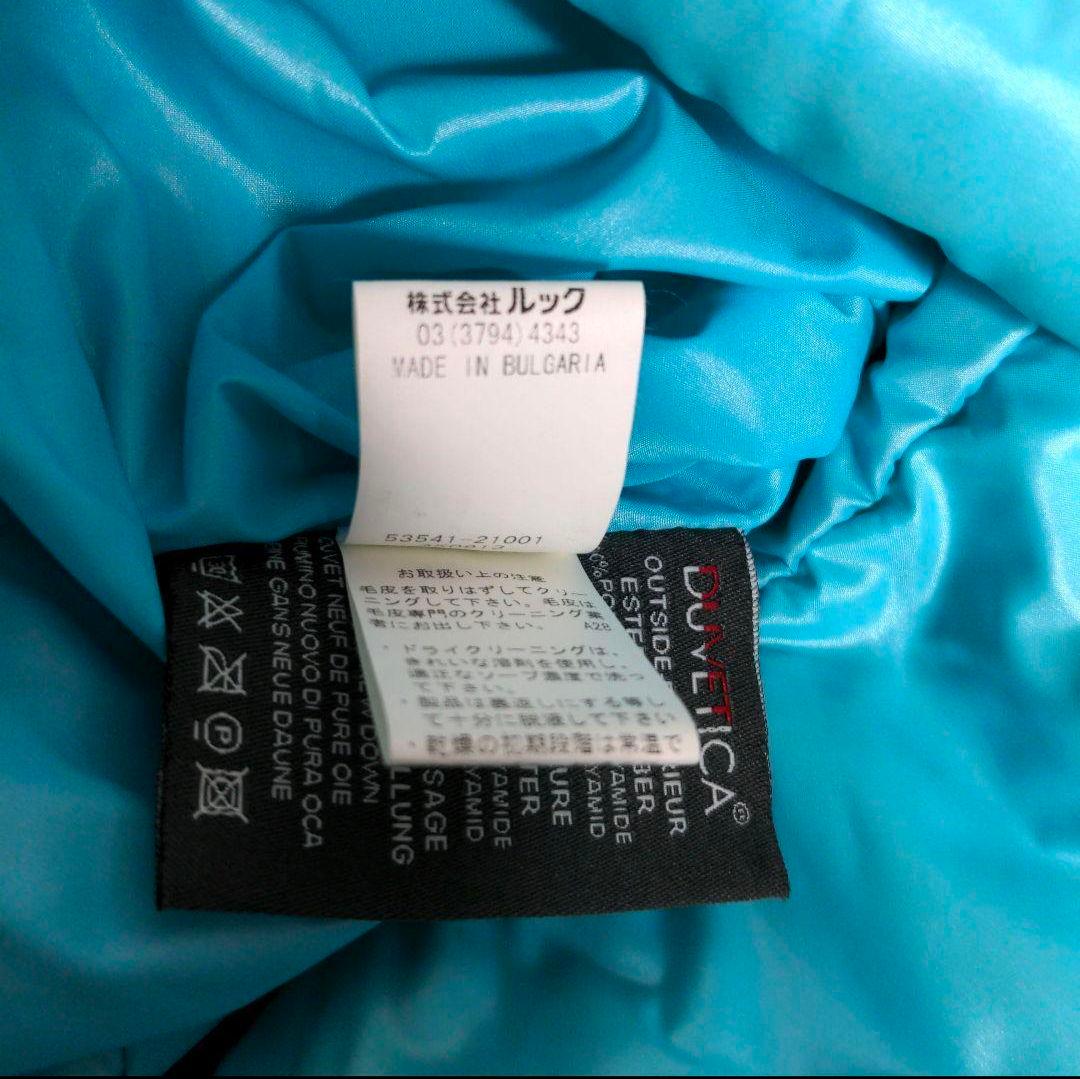 株式会社 ルック
03(3794)4343
MADE IN BULGARIA
53541-21001
お取扱い上の注意
毛皮を取りはずしてクリー
ニングして下さい。毛皮は
毛皮専門のクリーニング業
者にお出し下さい。 A28
・ドライクリーニングは、
きれいな溶剤を使用し、
適正なソープ温度で洗っ
て下さい。
・製品は裏返しにする等し
て十分に脱液して下さい
・乾燥の初期段階は常温で
DUVETICA®
OUTSIDE
RIEUR
ESTE
BER
YAMIDE
YAMID
URE
TER
YAMIDE
YAMID
SSAGE
LLUNG
EW DOWN
DUVET NEUF DE PURE OIE
PIUMINO NUOVO DI PURA OCA
GANSNEUE DAUNE
P